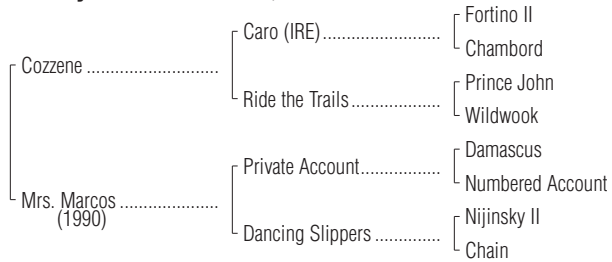 Fortino II
Caro (IRE)
Chambord
Cozzene
Prince John
Ride the Trails
Wildwook
Damascus
Private Account
Numbered Account
Mrs. Marcos
(1990)
Nijinsky II
Dancing Slippers
Chain